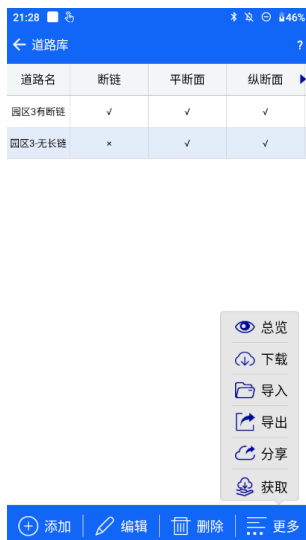 21:28 46%
← 道路库 ?
道路名 断链 平断面 纵断面
园区3有断链 √ √ √
园区3-无长链 × √ √
总览
下载
导入
导出
分享
获取
添加 编辑 删除 更多